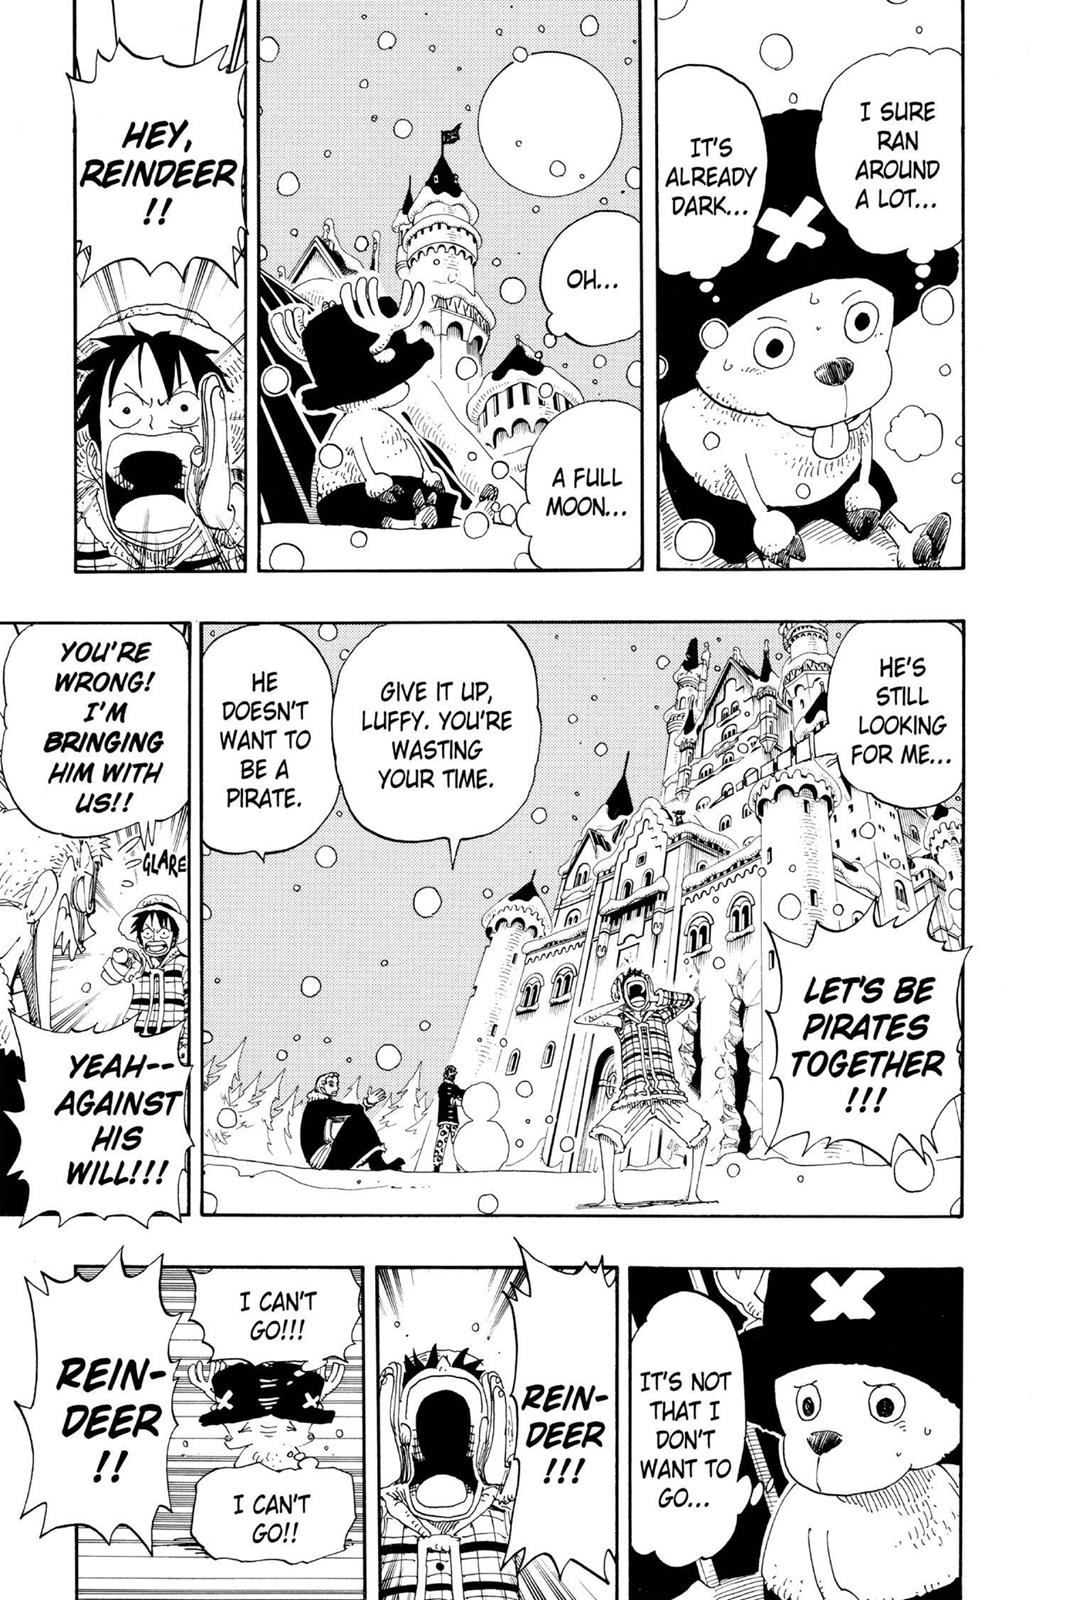 I SURE
RAN
AROUND
A LOT...
IT'S
ALREADY
DARK...
OH...
A FULL
MOON...
HEY,
REINDEER
!!
HE'S
STILL
LOOKING
FOR ME...
LET'S BE
PIRATES
TOGETHER
!!!
GIVE IT UP,
LUFFY. YOU'RE
WASTING
YOUR TIME.
HE
DOESN'T
WANT TO
BE A
PIRATE.
YOU'RE
WRONG!
I'M
BRINGING
HIM WITH
US!!
GLARE
YEAH--
AGAINST
HIS
WILL!!!
IT'S NOT
THAT I
DON'T
WANT TO
GO...
REIN-
DEER
!!!
I CAN'T
GO!!!
I CAN'T
GO!!
REIN-
DEER
!!